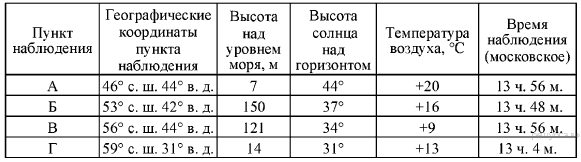 Пункт наблюдения | Географические координаты пункта наблюдения | Высота над уровнем моря, м | Высота солнца над горизонтом | Температура воздуха, °C | Время наблюдения (московское)
А | 46° с. ш. 44° в. д. | 7 | 44° | +20 | 13 ч. 56 м.
Б | 53° с. ш. 42° в. д. | 150 | 37° | +16 | 13 ч. 48 м.
В | 56° с. ш. 44° в. д. | 121 | 34° | +9 | 13 ч. 56 м.
Г | 59° с. ш. 31° в. д. | 14 | 31° | +13 | 13 ч. 4 м.